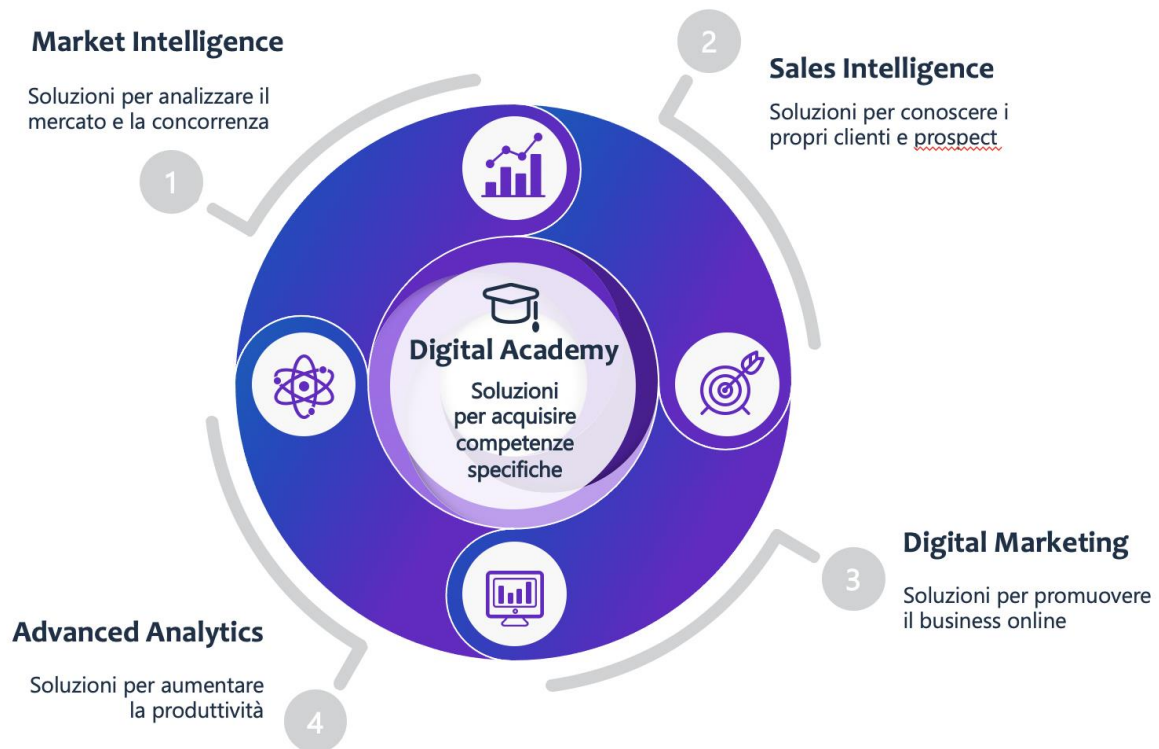 Market Intelligence
Soluzioni per analizzare il
mercato e la concorrenza
1
2
Sales Intelligence
Soluzioni per conoscere i
propri clienti e prospect
Digital Academy
Soluzioni
per acquisire
competenze
specifiche
3
Digital Marketing
Soluzioni per promuovere
il business online
Advanced Analytics
Soluzioni per aumentare
la produttività
4